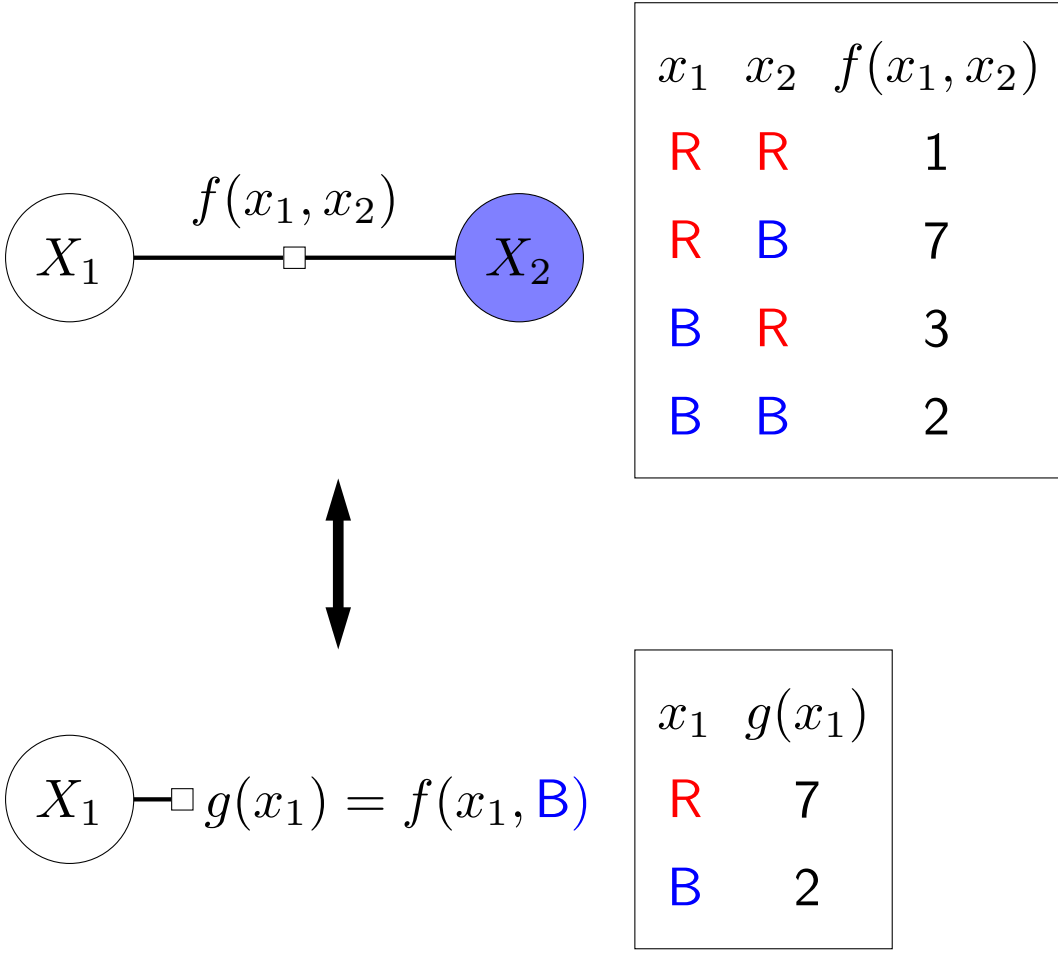 f(x₁, x₂)
X₁ X₂
x₁ x₂ f(x₁, x₂)
R R 1
R B 7
B R 3
B B 2
X₁ g(x₁) = f(x₁, B)
x₁ g(x₁)
R 7
B 2